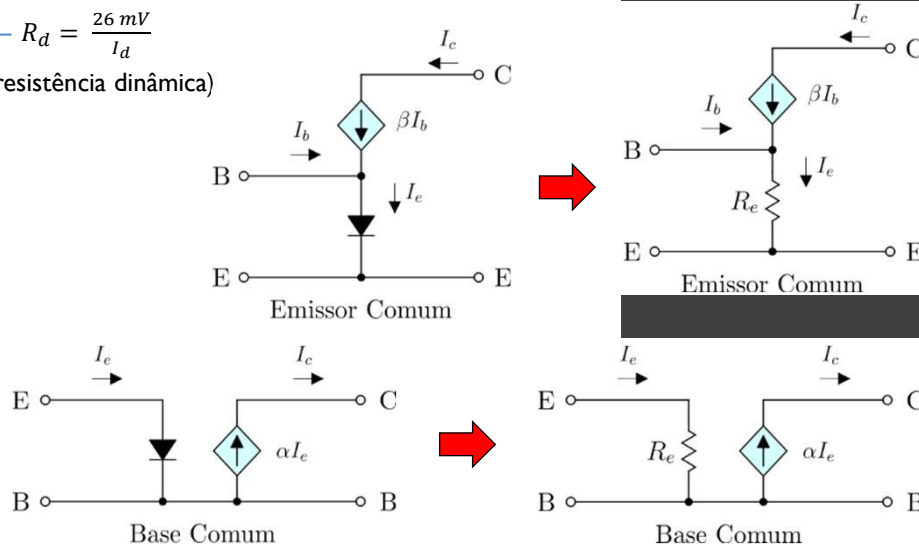 – R_d = 26 mV / I_d
resistência dinâmica)
I_c
C
βI_b
I_b
B
I_e
E E
Emissor Comum
I_c
C
βI_b
I_b
B
I_e
R_e
E E
Emissor Comum
I_e I_c
E C
αI_e
B B
Base Comum
I_e I_c
E C
R_e αI_e
B B
Base Comum